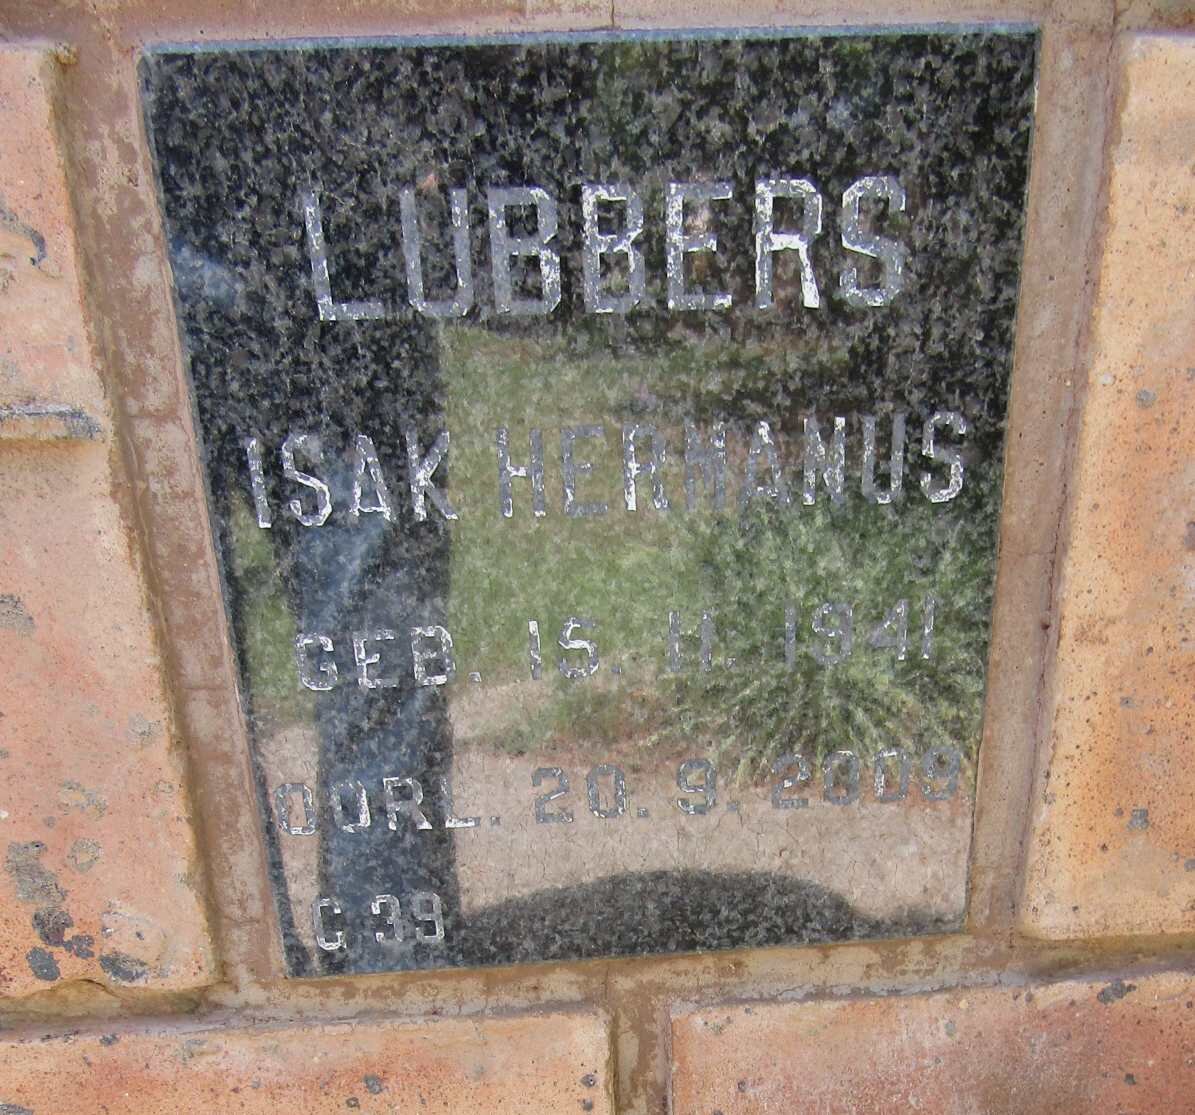 LUBBERS
ISAK HERMANUS
GEB. 15. 11. 1941
OORL. 20. 9. 2009
C 39